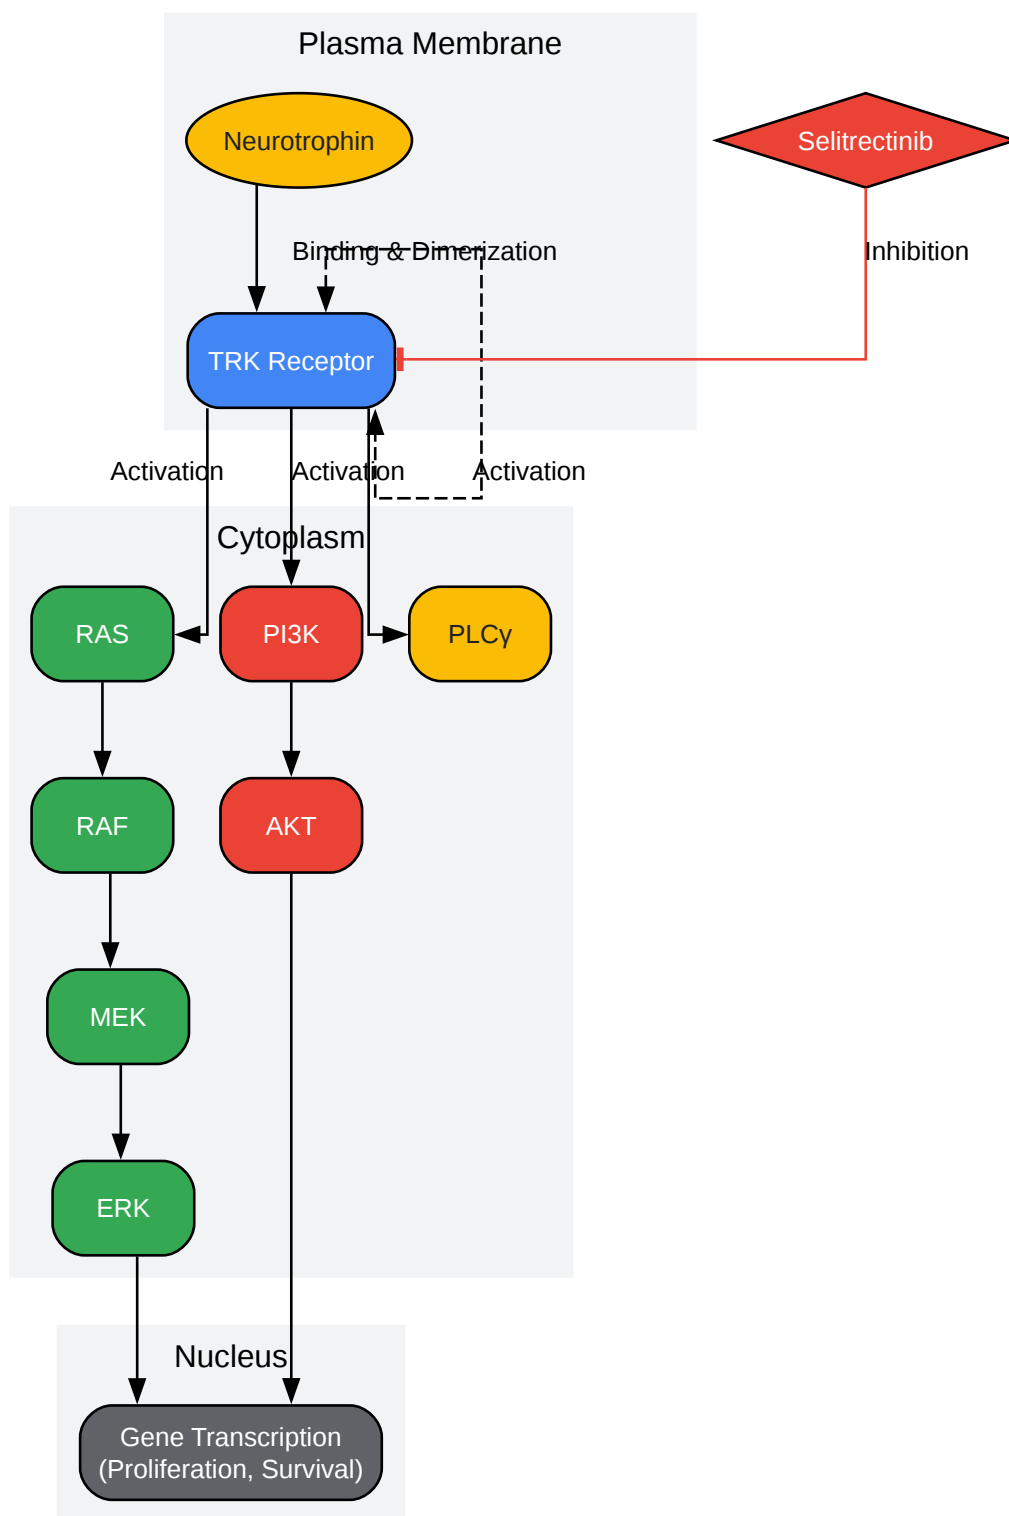 Plasma Membrane
Neurotrophin
Selitrectinib
Binding & Dimerization
Inhibition
TRK Receptor
Activation
Activation
Activation
Cytoplasm
RAS
PI3K
PLCγ
RAF
AKT
MEK
ERK
Nucleus
Gene Transcription
(Proliferation, Survival)